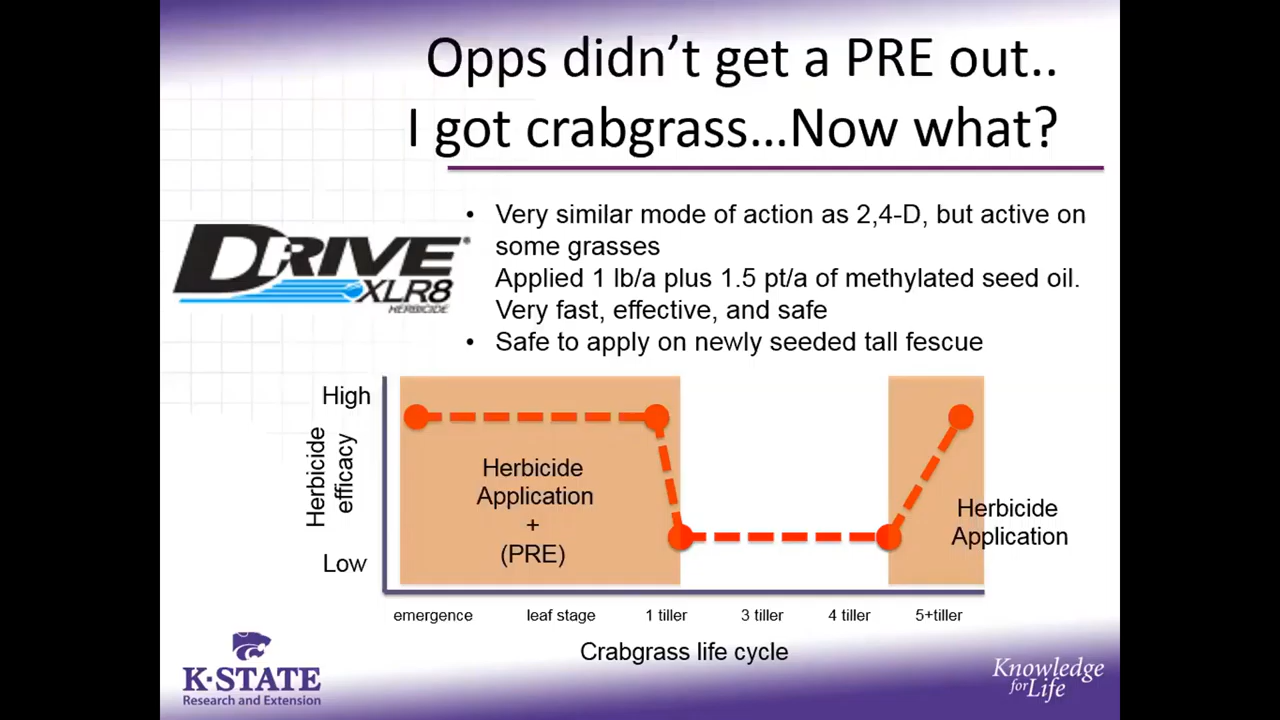 Opps didn't get a PRE out..
I got crabgrass...Now what?
DRIVE®
XLR8
HERBICIDE
• Very similar mode of action as 2,4-D, but active on
some grasses
Applied 1 lb/a plus 1.5 pt/a of methylated seed oil.
Very fast, effective, and safe
• Safe to apply on newly seeded tall fescue
High
Herbicide
efficacy
Low
Herbicide
Application
+
(PRE)
Herbicide
Application
emergence leaf stage 1 tiller 3 tiller 4 tiller 5+tiller
Crabgrass life cycle
K-STATE
Research and Extension
Knowledge
for Life